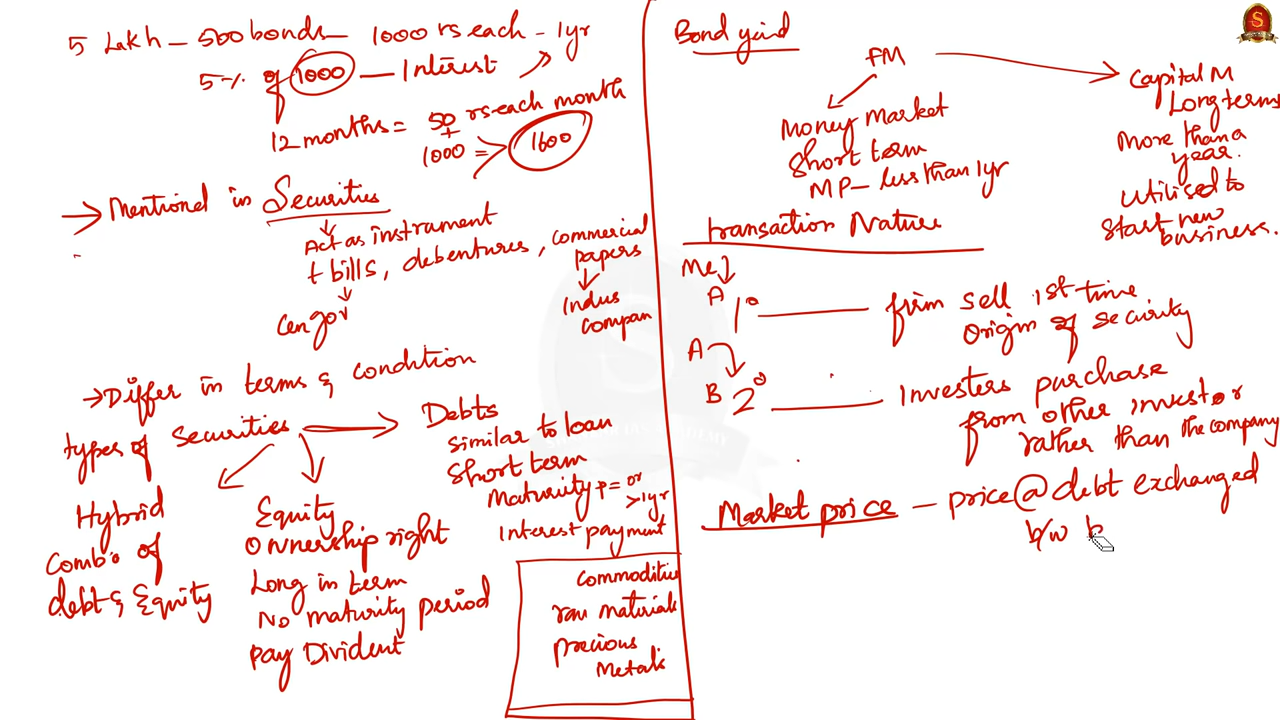 5 Lakh – 500 bonds – 1000 rs each – 1yr
5% of 1000 — Interest
12 months = 50 rs each month
+
1000 = 1600
→ Mentioned in Securities
Act as instrument
t bills, debentures, commercial
papers
Indus
Compan
Cen gov
→ Differ in terms & condition
types of Securities
Debts
Similar to loan
Short term
Maturity p = or
>1yr
Interest payment
Hybrid
Comb° of
debt & Equity
Equity
Ownership right
Long in term
No maturity period
Pay Divident
Commodities
raw materials
precious
Metals
Bond yield
FM
Money market
Short term
MP – less than 1yr
Capital M
Long terms
More than a
year.
Utilised to
Start new
business.
Transaction Nature
Me
A
1° — firm sell 1st time
Origin of Security
A
B 2° — Investers purchase
from other investor
rather than the company
Market price – price @ debt exchanged
b/w b
S